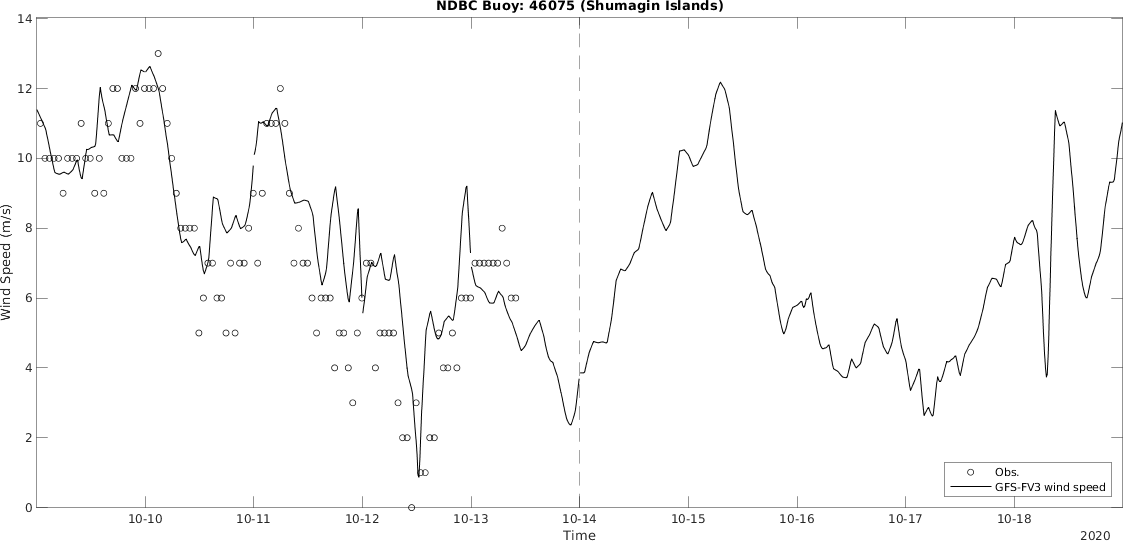 NDBC Buoy: 46075 (Shumagin Islands)
14
12
10
8
6
4
2
0
Wind Speed (m/s)
Obs.
GFS-FV3 wind speed
10-10 10-11 10-12 10-13 10-14 10-15 10-16 10-17 10-18
Time
2020